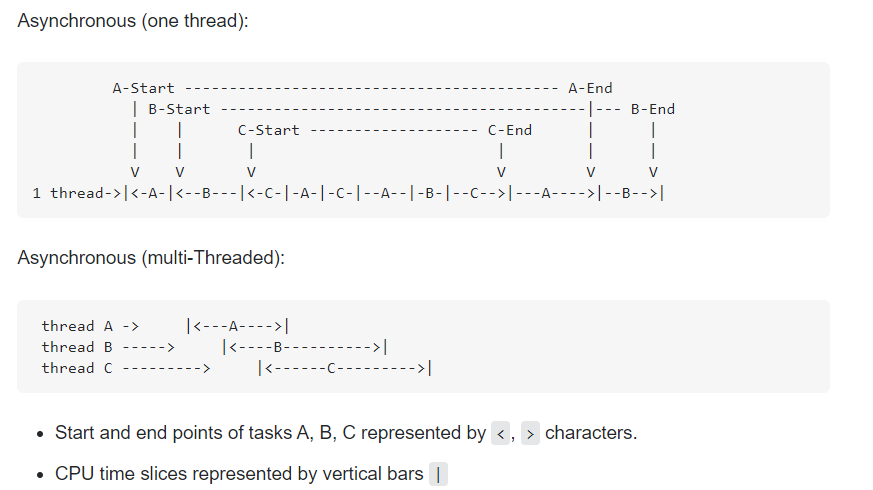 Asynchronous (one thread):
         A-Start ------------------------------------------ A-End
           | B-Start -----------------------------------------|--- B-End
           |    |      C-Start ------------------- C-End      |      |
           |    |       |                           |         |      |
           V    V       V                           V         V      V
1 thread->|<-A-|<--B---|<-C-|-A-|-C-|--A--|-B-|--C-->|---A---->|--B-->|
Asynchronous (multi-Threaded):
thread A ->     |<---A---->|
thread B ----->     |<----B---------->|
thread C --------->     |<------C--------->|
• Start and end points of tasks A, B, C represented by <, > characters.
• CPU time slices represented by vertical bars |